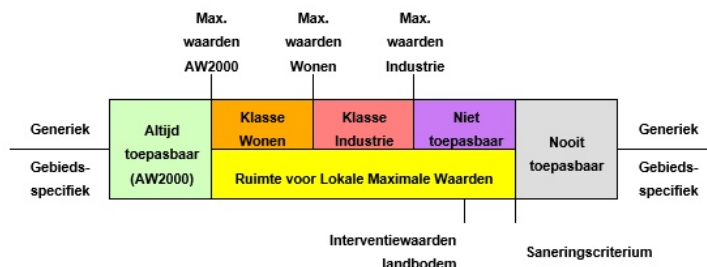 Max.
waarden
AW2000
Max.
waarden
Wonen
Max.
waarden
Industrie
Generiek
Gebieds-
specifiek
Altijd
toepasbaar
(AW2000)
Klasse
Wonen
Klasse
Industrie
Niet
toepasbaar
Ruimte voor Lokale Maximale Waarden
Nooit
toepasbaar
Generiek
Gebieds-
specifiek
Interventiewaarden
landbodem
Saneringscriterium